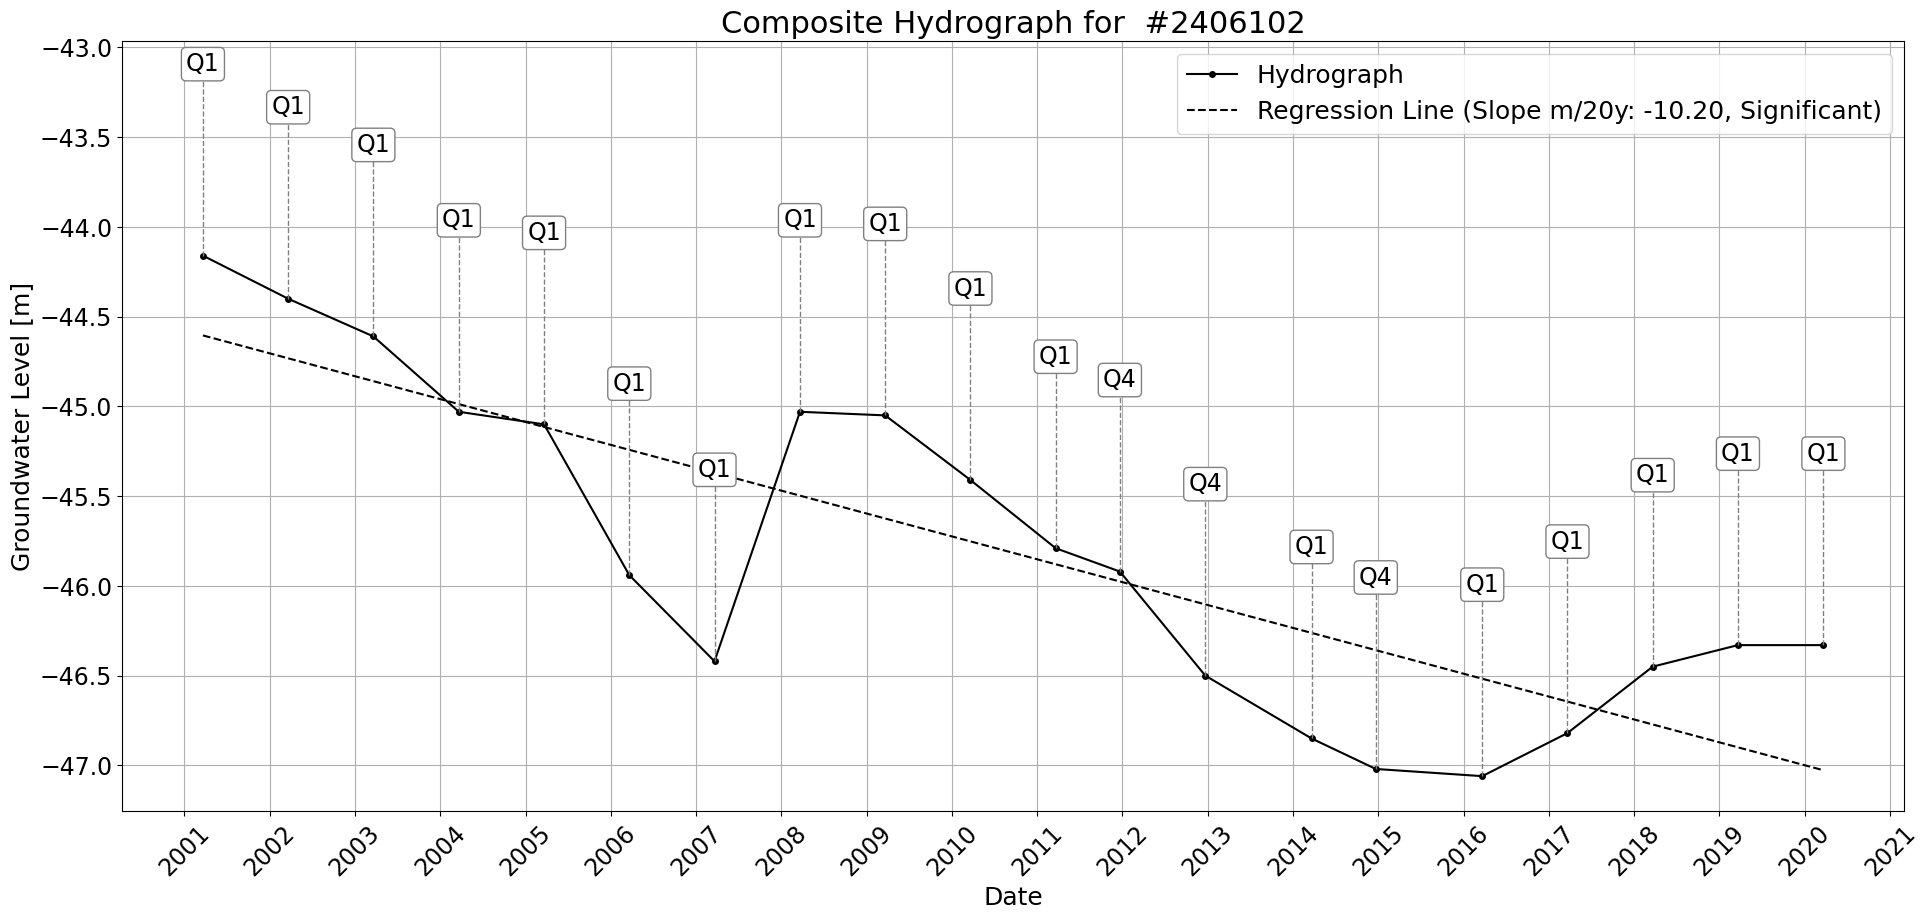 Composite Hydrograph for  #2406102
Hydrograph
Regression Line (Slope m/20y: -10.20, Significant)
Groundwater Level [m]
−43.0
−43.5
−44.0
−44.5
−45.0
−45.5
−46.0
−46.5
−47.0
Q1
Q1
Q1
Q1
Q1
Q1
Q1
Q1
Q1
Q1
Q1
Q4
Q4
Q1
Q4
Q1
Q1
Q1
Q1
Q1
2001
2002
2003
2004
2005
2006
2007
2008
2009
2010
2011
2012
2013
2014
2015
2016
2017
2018
2019
2020
2021
Date